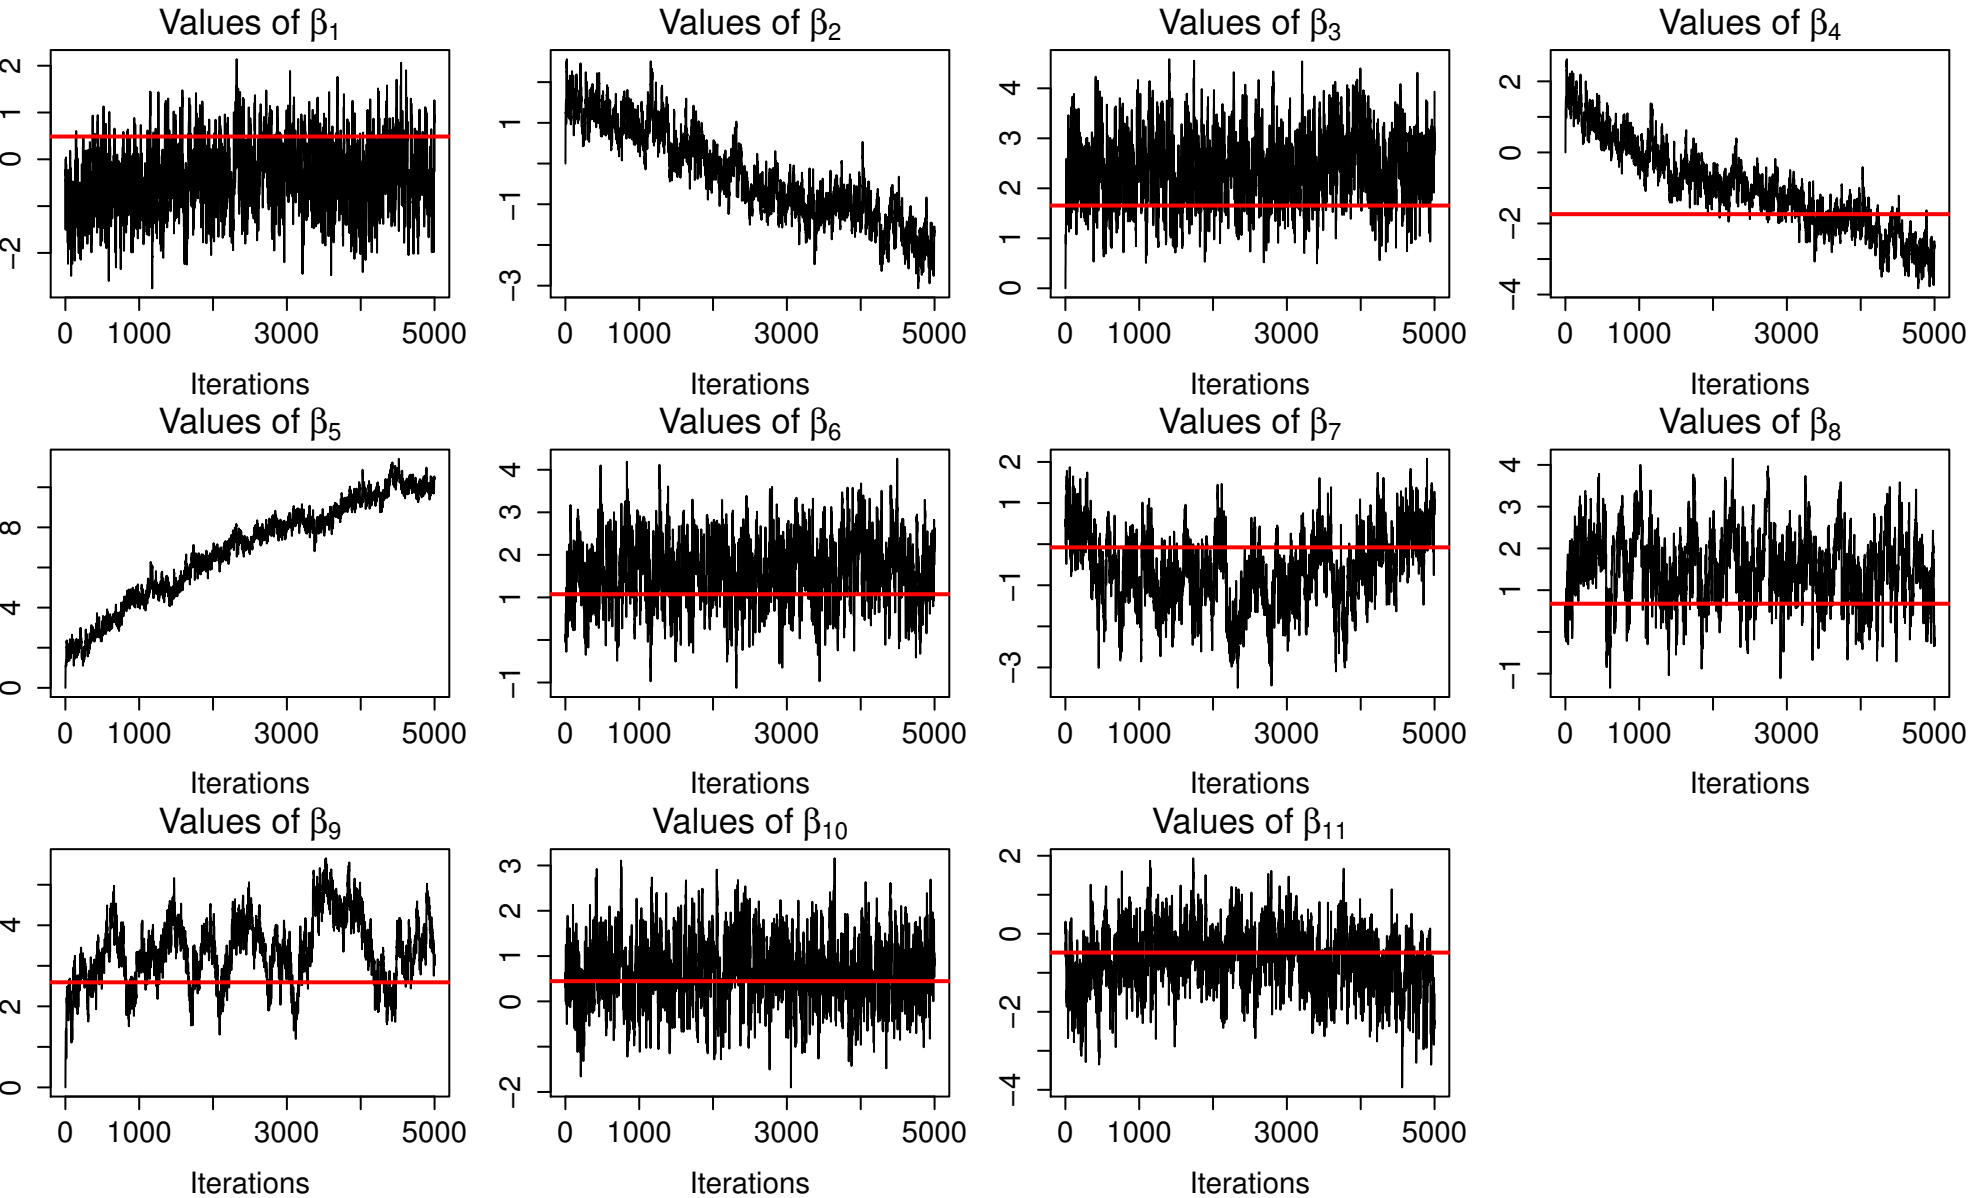 Values of β1
2
1
0
−2
0 1000 3000 5000
Iterations
Values of β2
1
−1
−3
0 1000 3000 5000
Iterations
Values of β3
4
3
2
1
0
0 1000 3000 5000
Iterations
Values of β4
2
0
−2
−4
0 1000 3000 5000
Iterations
Values of β5
8
4
0
0 1000 3000 5000
Iterations
Values of β6
4
3
2
1
−1
0 1000 3000 5000
Iterations
Values of β7
2
1
−1
−3
0 1000 3000 5000
Iterations
Values of β8
4
3
2
1
−1
0 1000 3000 5000
Iterations
Values of β9
4
2
0
0 1000 3000 5000
Iterations
Values of β10
3
2
1
0
−2
0 1000 3000 5000
Iterations
Values of β11
2
0
−2
−4
0 1000 3000 5000
Iterations